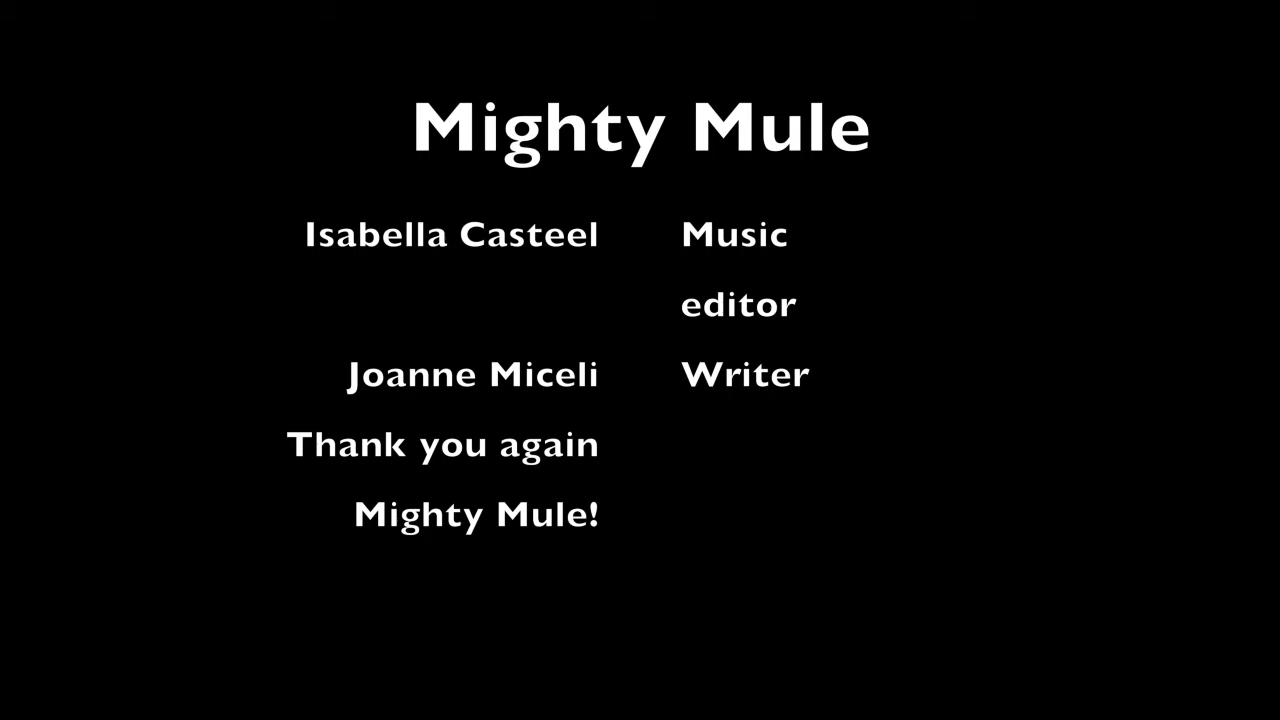 Mighty Mule
Isabella Casteel Music
editor
Joanne Miceli Writer
Thank you again
Mighty Mule!